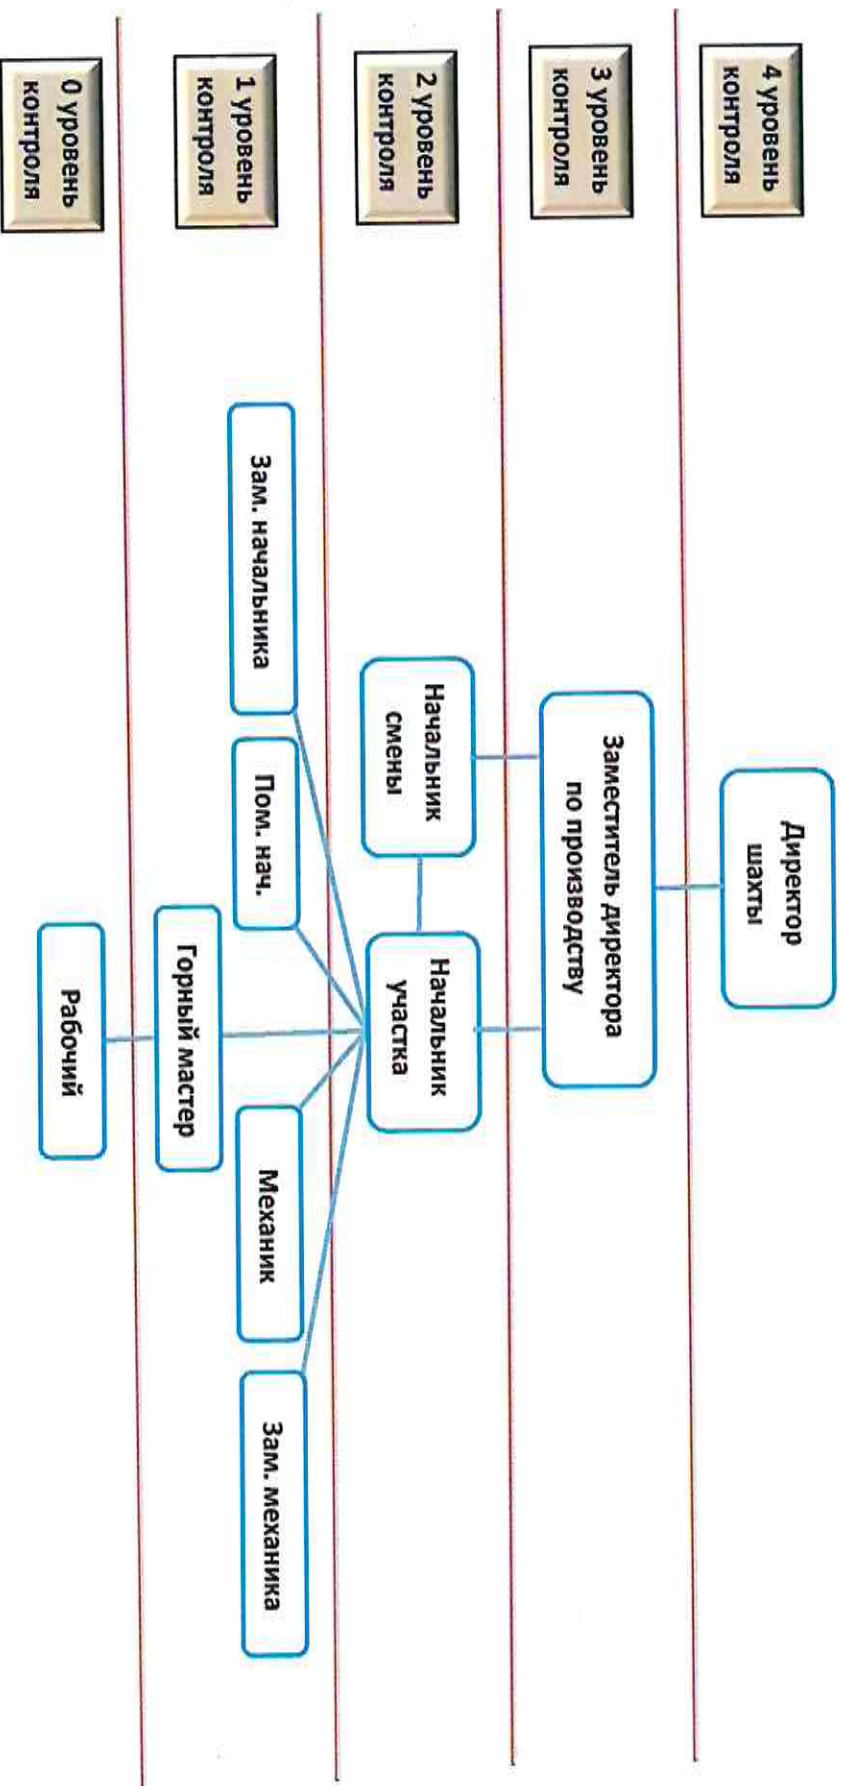 4 уровень
контроля
Директор
шахты
3 уровень
контроля
Заместитель директора
по производству
2 уровень
контроля
Начальник
смены
Начальник
участка
1 уровень
контроля
Зам. начальника
Пом. нач.
Горный мастер
Механик
Зам. механика
0 уровень
контроля
Рабочий